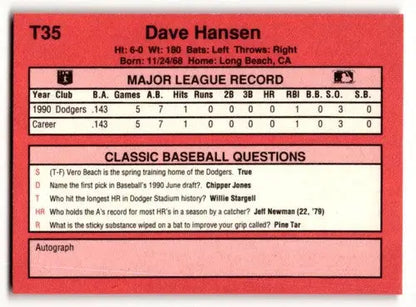 T35
Dave Hansen
Ht: 6-0 Wt: 180 Bats: Left Throws: Right
Born: 11/24/68 Home: Long Beach, CA
MAJOR LEAGUE RECORD
Year Club B.A. Games A.B. Hits Runs 2B 3B HR RBI B.B. S.O. S.B.
1990 Dodgers .143 5 7 1 0 0 0 0 1 0 3 0
Career .143 5 7 1 0 0 0 0 1 0 3 0
CLASSIC BASEBALL QUESTIONS
S (T-F) Vero Beach is the spring training home of the Dodgers. True
D Name the first pick in Baseball's 1990 June draft?. Chipper Jones
T Who hit the longest HR in Dodger Stadium history? Willie Stargell
HR Who holds the A's record for most HR's in a season by a catcher? Jeff Newman (22, '79)
R What is the sticky substance wiped on a bat to improve your grip called? Pine Tar
Autograph